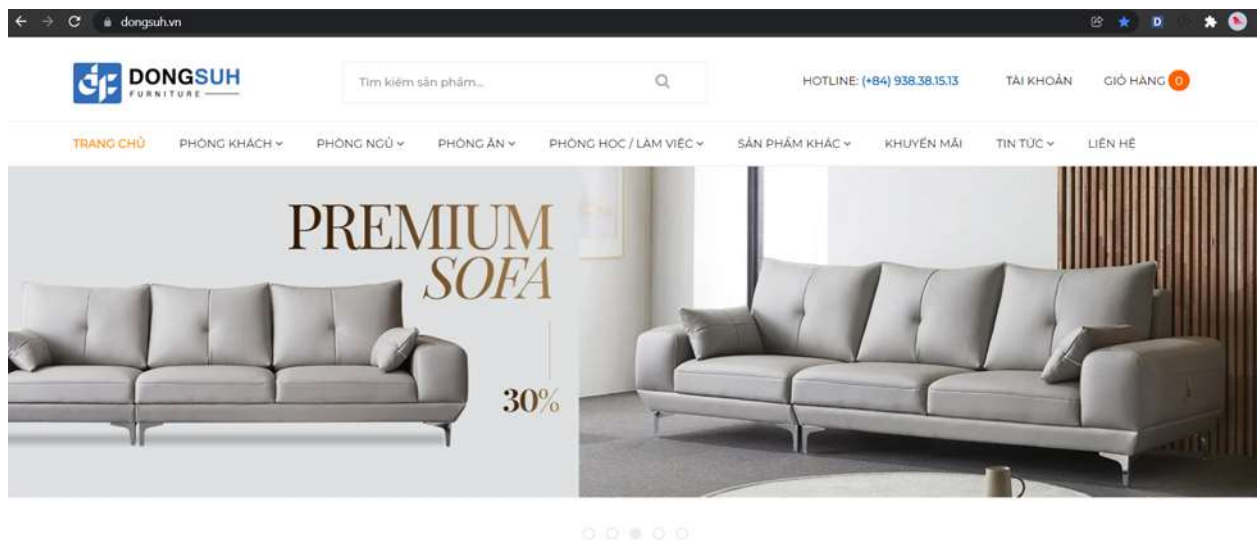 dongsuh.vn
DONGSUH
FURNITURE
Tìm kiếm sản phẩm...
HOTLINE: (+84) 938.38.15.13
TÀI KHOẢN
GIỎ HÀNG 0
TRANG CHỦ
PHÒNG KHÁCH
PHÒNG NGỦ
PHÒNG ĂN
PHÒNG HỌC / LÀM VIỆC
SẢN PHẨM KHÁC
KHUYẾN MÃI
TIN TỨC
LIÊN HỆ
PREMIUM
SOFA
30%